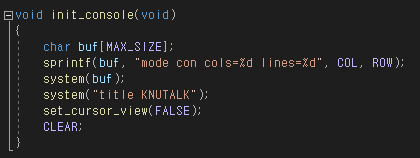 void init_console(void)
{
char buf[MAX_SIZE];
sprintf(buf, "mode con cols=%d lines=%d", COL, ROW);
system(buf);
system("title KNUTALK");
set_cursor_view(FALSE);
CLEAR;
}